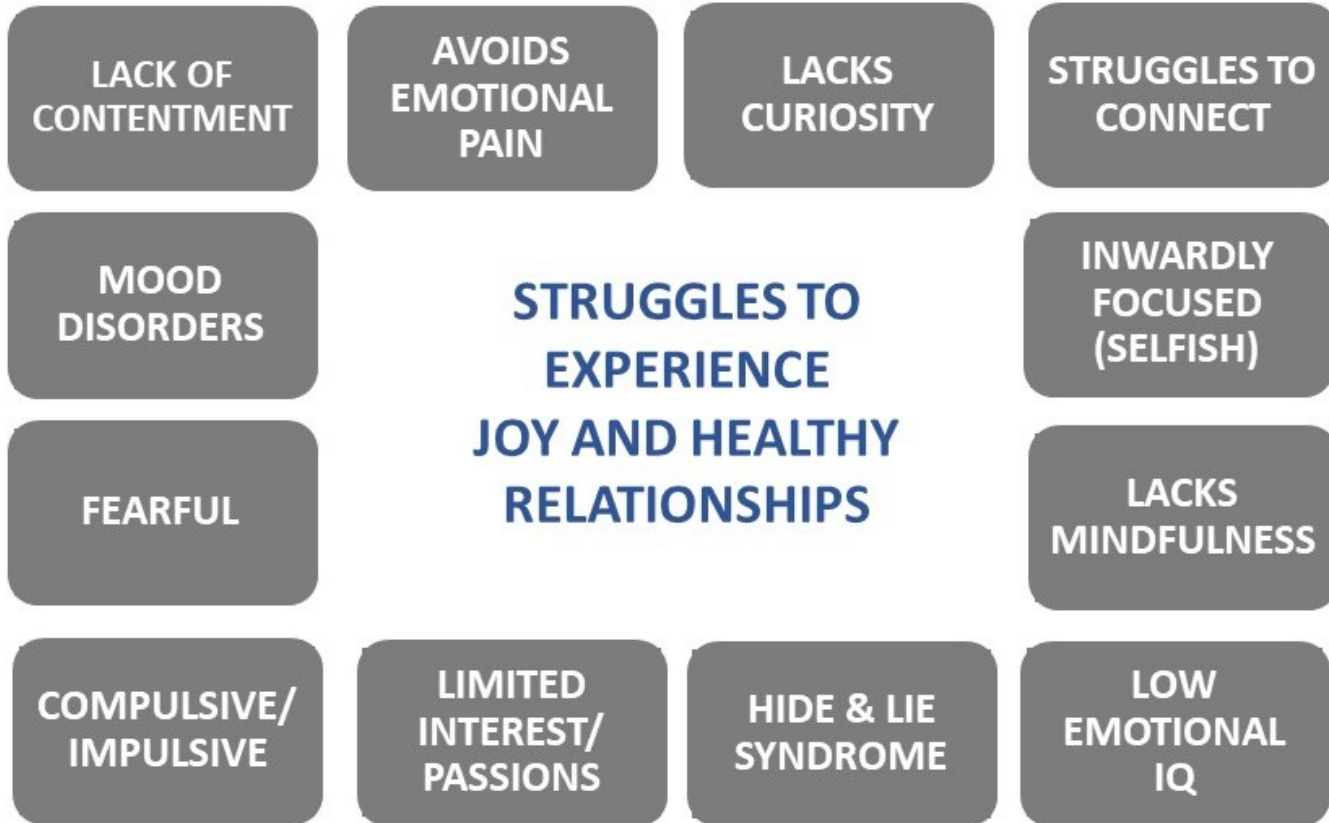 LACK OF
CONTENTMENT
AVOIDS
EMOTIONAL
PAIN
LACKS
CURIOSITY
STRUGGLES TO
CONNECT
MOOD
DISORDERS
STRUGGLES TO
EXPERIENCE
JOY AND HEALTHY
RELATIONSHIPS
INWARDLY
FOCUSED
(SELFISH)
FEARFUL
LACKS
MINDFULNESS
COMPULSIVE/
IMPULSIVE
LIMITED
INTEREST/
PASSIONS
HIDE & LIE
SYNDROME
LOW
EMOTIONAL
IQ